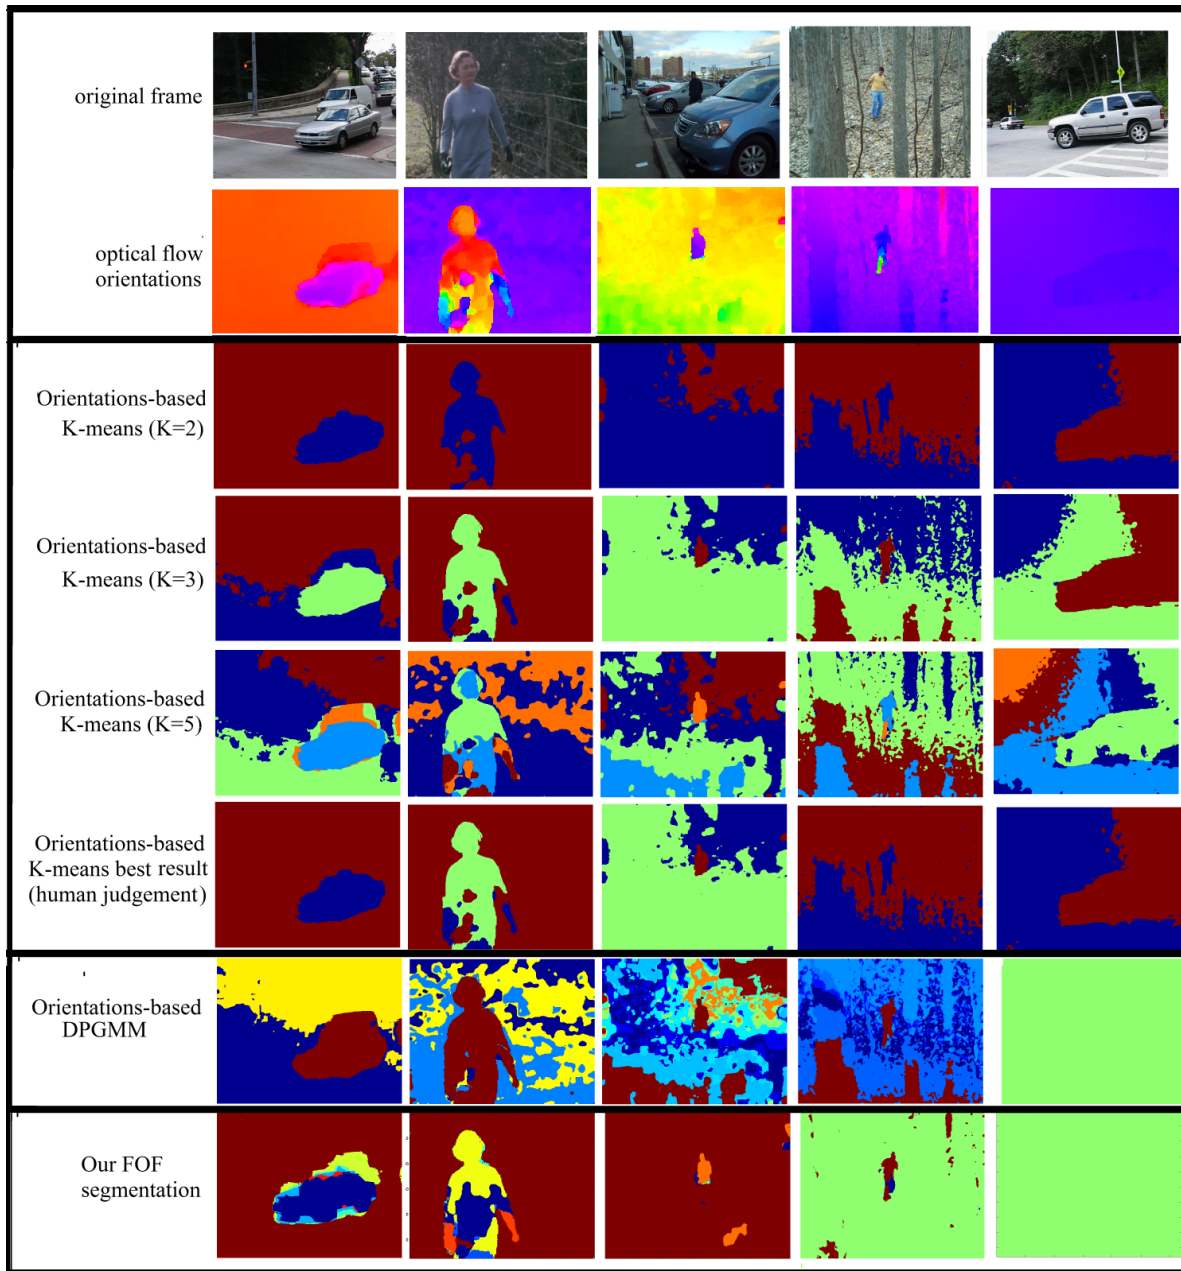 original frame
optical flow
orientations
Orientations-based
K-means (K=2)
Orientations-based
K-means (K=3)
Orientations-based
K-means (K=5)
Orientations-based
K-means best result
(human judgement)
Orientations-based
DPGMM
Our FOF
segmentation